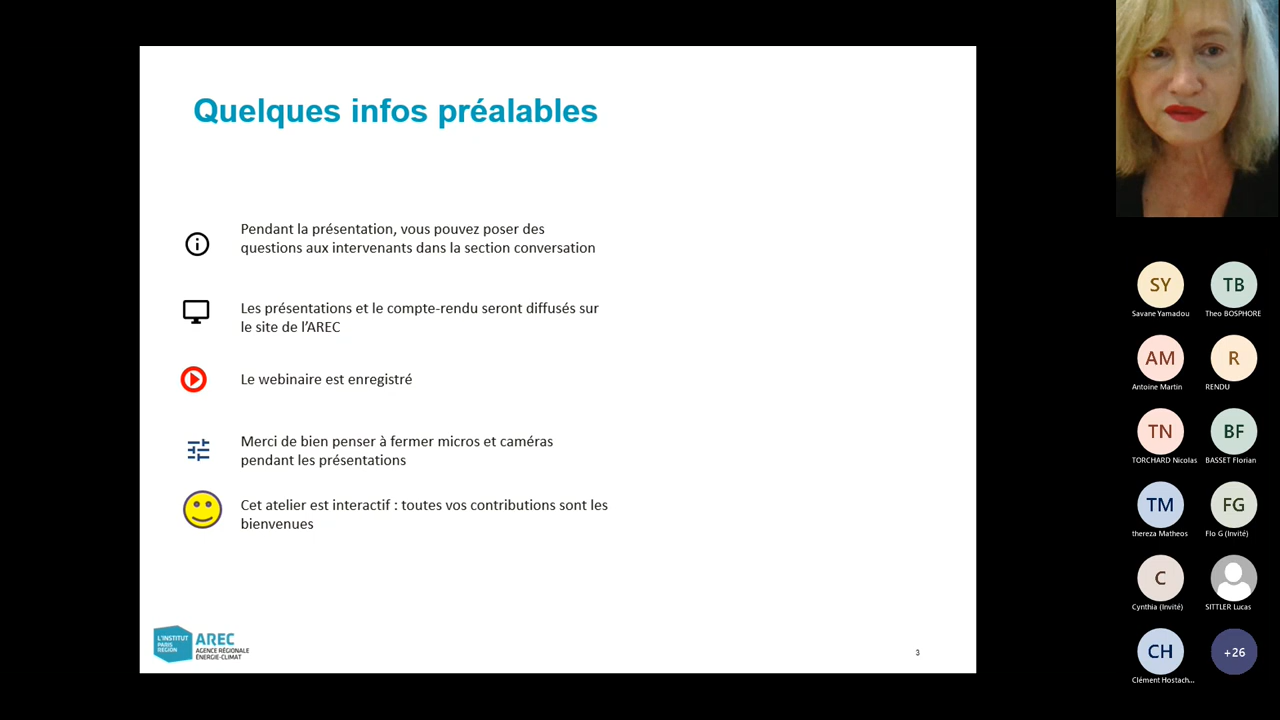 Quelques infos préalables
Pendant la présentation, vous pouvez poser des
questions aux intervenants dans la section conversation
Les présentations et le compte-rendu seront diffusés sur
le site de l'AREC
Le webinaire est enregistré
Merci de bien penser à fermer micros et caméras
pendant les présentations
Cet atelier est interactif : toutes vos contributions sont les
bienvenues
L'INSTITUT
PARIS
REGION
AREC
AGENCE RÉGIONALE
ÉNERGIE-CLIMAT
3
SY
TB
Savane Yamadou
Theo BOSPHORE
AM
R
Antoine Martin
RENDU
TN
BF
TORCHARD Nicolas
BASSET Florian
TM
FG
thereza Matheos
Flo G (Invité)
C
Cynthia (Invité)
SITTLER Lucas
CH
+26
Clément Hostach...